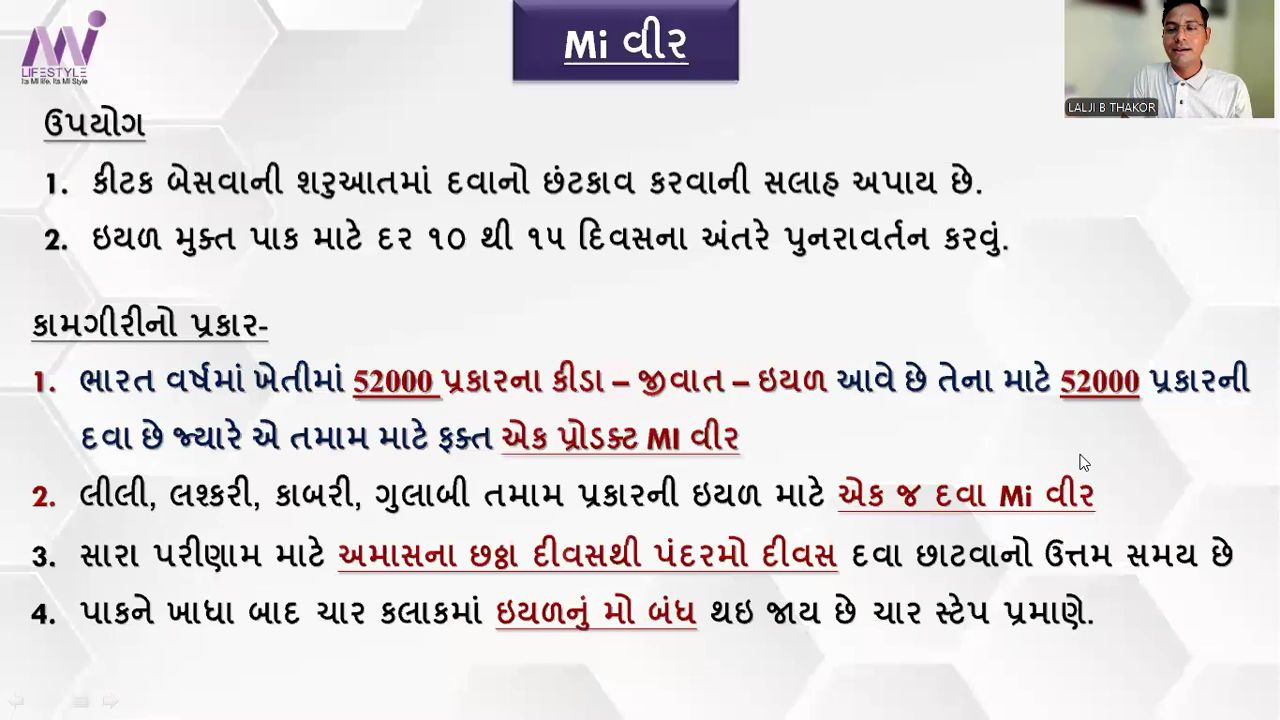 Mi વીર
LIFESTYLE
Its Mi life. Its Mi Style
LALJI B THAKOR
ઉપયોગ
1. કીટક બેસવાની શરુઆતમાં દવાનો છંટકાવ કરવાની સલાહ અપાય છે.
2. ઇયળ મુક્ત પાક માટે દર ૧૦ થી ૧૫ દિવસના અંતરે પુનરાવર્તન કરવું.
કામગીરીનો પ્રકાર-
1. ભારત વર્ષમાં ખેતીમાં 52000 પ્રકારના કીડા – જીવાત – ઇયળ આવે છે તેના માટે 52000 પ્રકારની
દવા છે જ્યારે એ તમામ માટે ફક્ત એક પ્રોડક્ટ MI વીર
2. લીલી, લશ્કરી, કાબરી, ગુલાબી તમામ પ્રકારની ઇયળ માટે એક જ દવા Mi વીર
3. સારા પરીણામ માટે અમાસના છઠ્ઠા દીવસથી પંદરમો દીવસ દવા છાટવાનો ઉત્તમ સમય છે
4. પાકને ખાધા બાદ ચાર કલાકમાં ઇયળનું મો બંધ થઇ જાય છે ચાર સ્ટેપ પ્રમાણે.